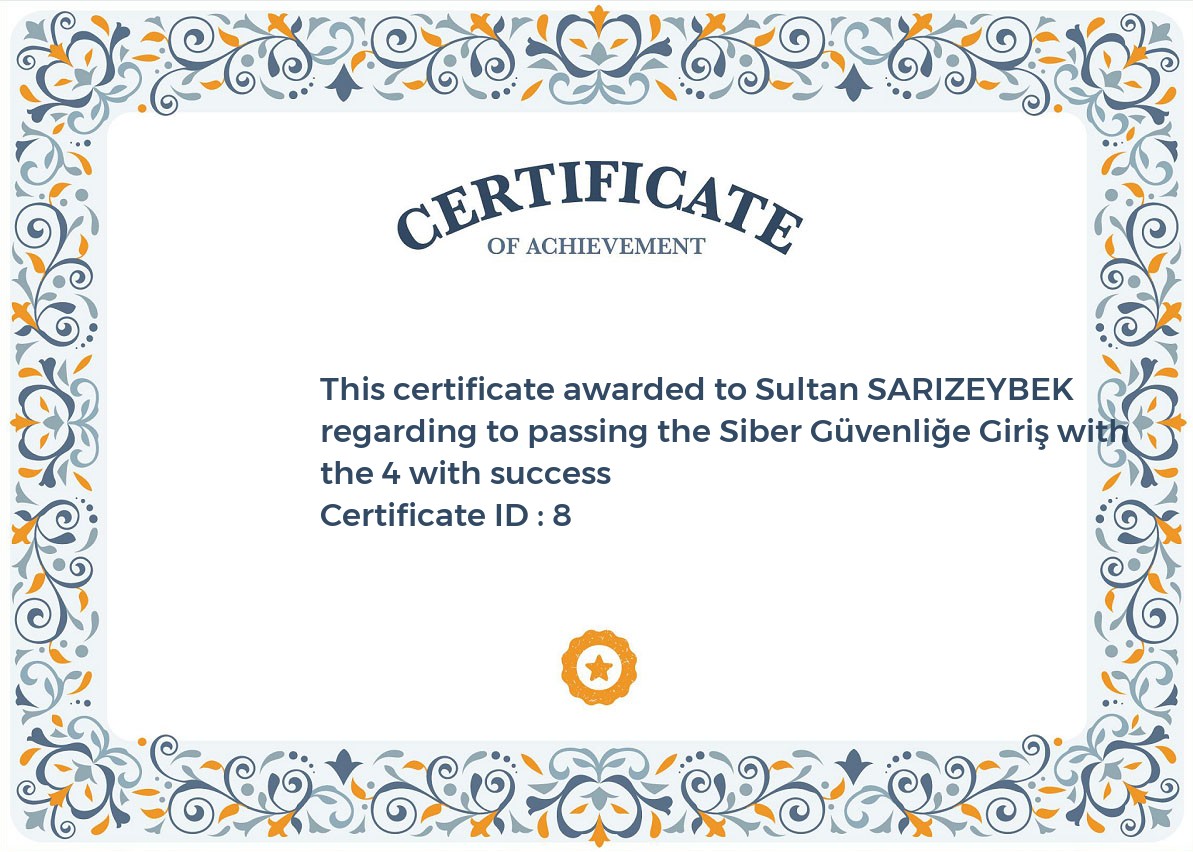 CERTIFICATE
OF ACHIEVEMENT
This certificate awarded to Sultan SARIZEYBEK
regarding to passing the Siber Güvenliğe Giriş with
the 4 with success
Certificate ID : 8